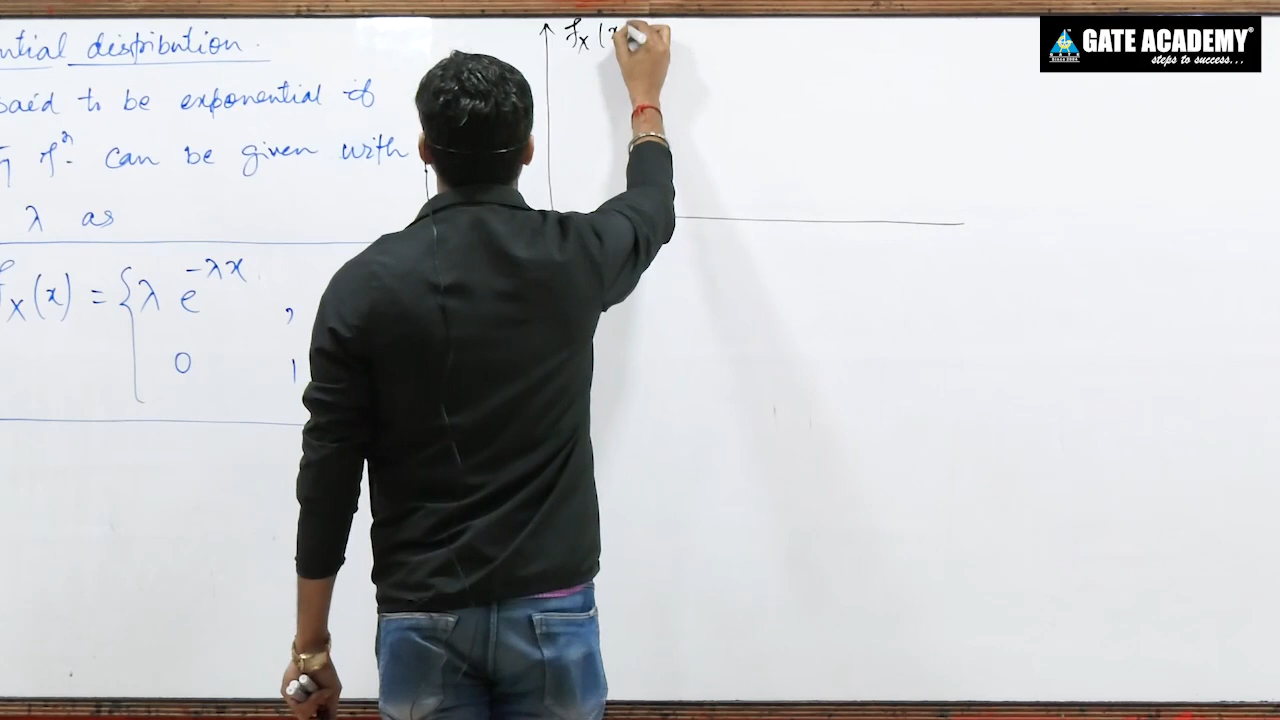 ntial distribution.
said to be exponential if
can be given with
λ as
f_X(x) = { λ e^{-λx} ,
0 ,
f_X(x
GATE ACADEMY®
steps to success...